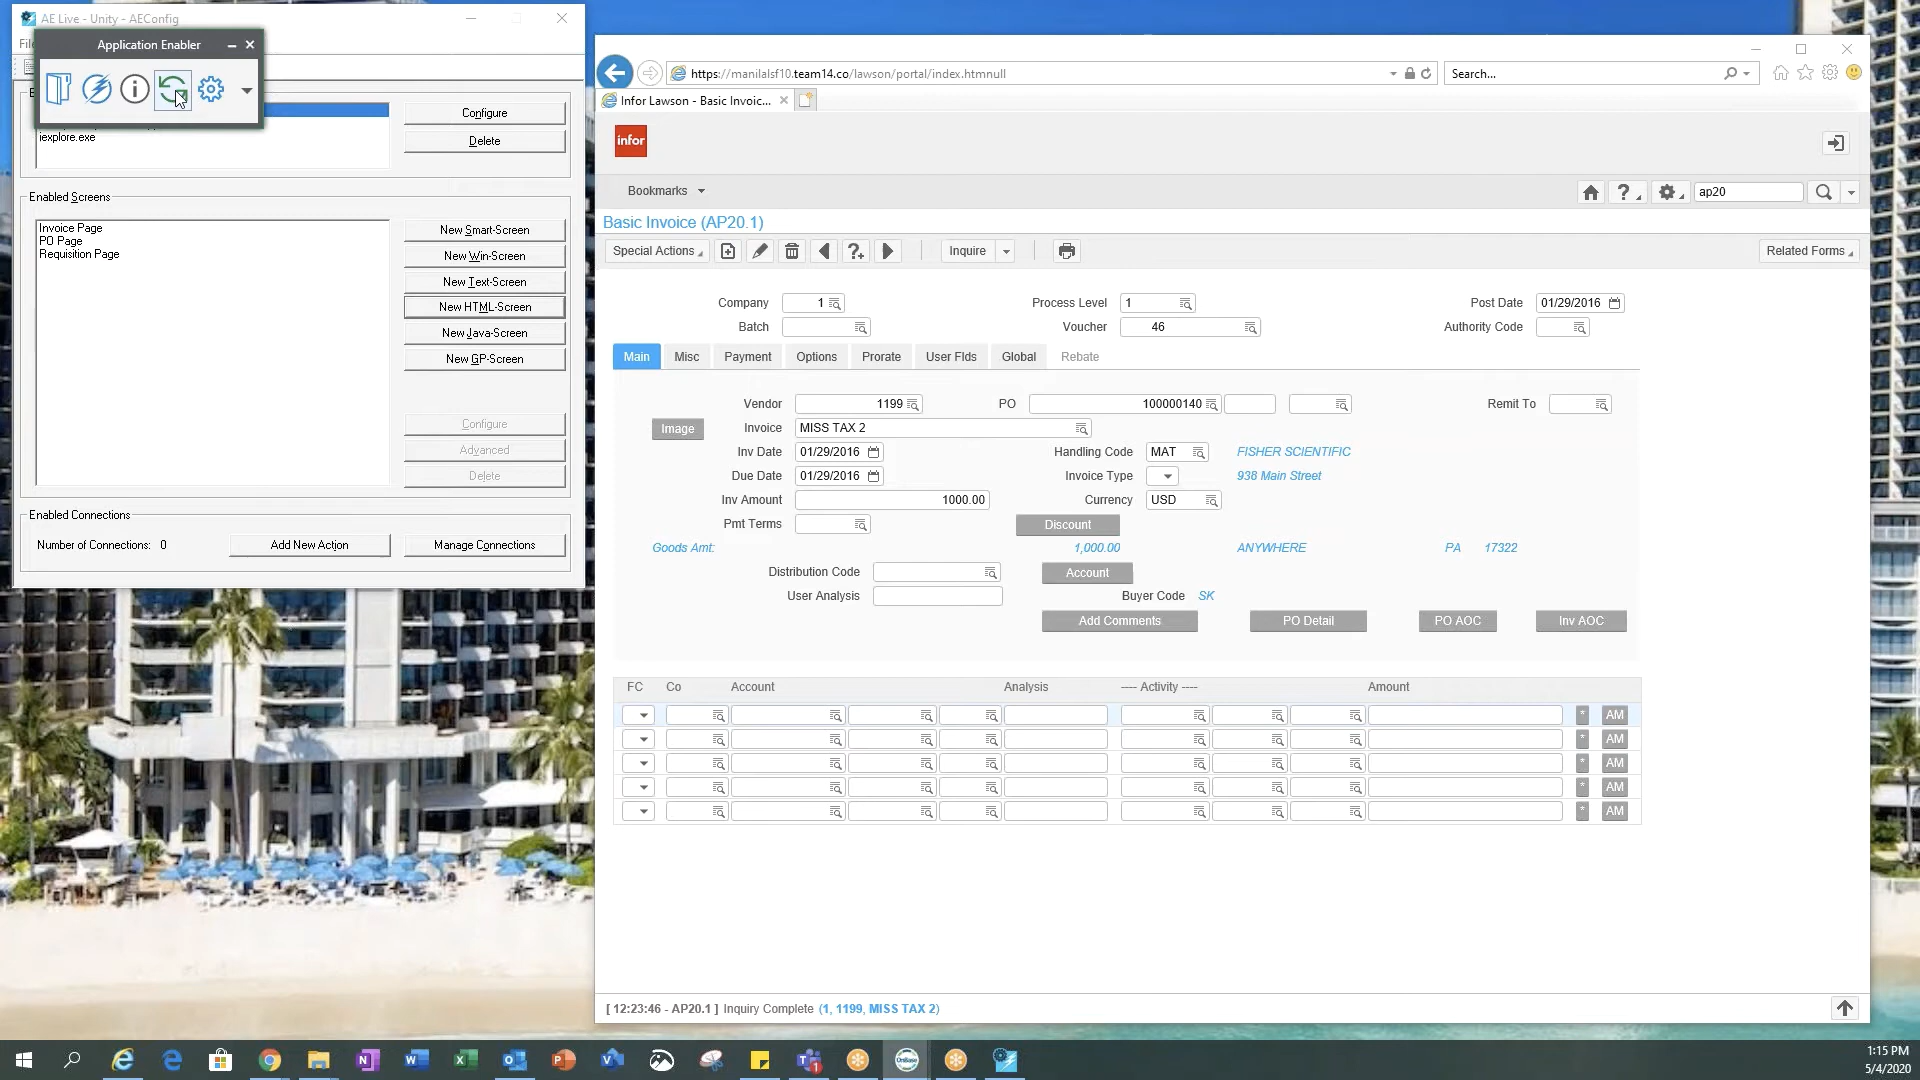 AE Live - Unity - AEConfig
Application Enabler
Configure
iexplore.exe
Delete
Enabled Screens
Invoice Page
PO Page
Requisition Page
New Smart-Screen
New Win-Screen
New Text-Screen
New HTML-Screen
New Java-Screen
New GP-Screen
Configure
Advanced
Delete
Enabled Connections
Number of Connections: 0
Add New Action
Manage Connections
https://manilalsf10.team14.co/lawson/portal/index.htmnull
Search...
Infor Lawson - Basic Invoic...
infor
Bookmarks
ap20
Basic Invoice (AP20.1)
Special Actions
Inquire
Related Forms
Company 1
Process Level 1
Post Date 01/29/2016
Batch
Voucher 46
Authority Code
Main Misc Payment Options Prorate User Flds Global Rebate
Vendor 1199
PO 100000140
Remit To
Image
Invoice MISS TAX 2
Inv Date 01/29/2016
Handling Code MAT
FISHER SCIENTIFIC
Due Date 01/29/2016
Invoice Type
938 Main Street
Inv Amount 1000.00
Currency USD
Pmt Terms
Discount
Goods Amt: 1,000.00 ANYWHERE PA 17322
Distribution Code
Account
User Analysis
Buyer Code SK
Add Comments
PO Detail
PO AOC
Inv AOC
FC Co Account Analysis ---- Activity ---- Amount
* AM
* AM
* AM
* AM
* AM
[ 12:23:46 - AP20.1 ] Inquiry Complete (1, 1199, MISS TAX 2)
1:15 PM
5/4/2020